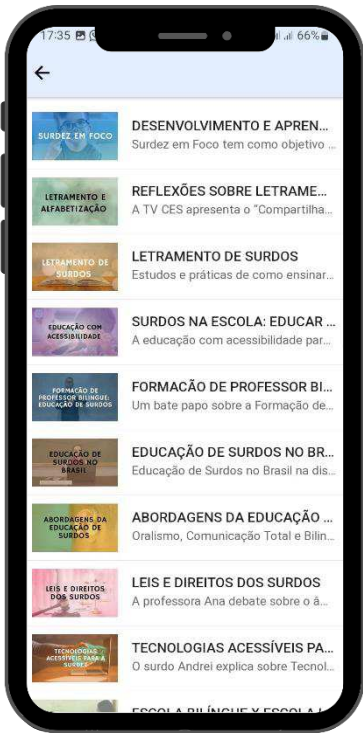 17:35
66%
SURDEZ EM FOCO
DESENVOLVIMENTO E APREN...
Surdez em Foco tem como objetivo ...
LETRAMENTO E
ALFABETIZAÇÃO
REFLEXÕES SOBRE LETRAME...
A TV CES apresenta o "Compartilha...
LETRAMENTO DE
SURDOS
LETRAMENTO DE SURDOS
Estudos e práticas de como ensinar...
EDUCAÇÃO COM
ACESSIBILIDADE
SURDOS NA ESCOLA: EDUCAR ...
A educação com acessibilidade par...
FORMAÇÃO DE
PROFESSOR BILINGUE:
EDUCAÇÃO DE SURDOS
FORMACÃO DE PROFESSOR BI...
Um bate papo sobre a Formação de...
EDUCAÇÃO DE
SURDOS NO
BRASIL
EDUCAÇÃO DE SURDOS NO BR...
Educação de Surdos no Brasil na dis...
ABORDAGENS DA
EDUCAÇÃO DE
SURDOS
ABORDAGENS DA EDUCAÇÃO ...
Oralismo, Comunicação Total e Bilin...
LEIS E DIREITOS
DOS SURDOS
LEIS E DIREITOS DOS SURDOS
A professora Ana debate sobre o â...
TECNOLOGIAS
ACESSÍVEIS PARA A
SURDEZ
TECNOLOGIAS ACESSÍVEIS PA...
O surdo Andrei explica sobre Tecnol...
ESCOLA BILÍNGUE X ESCOLA I...